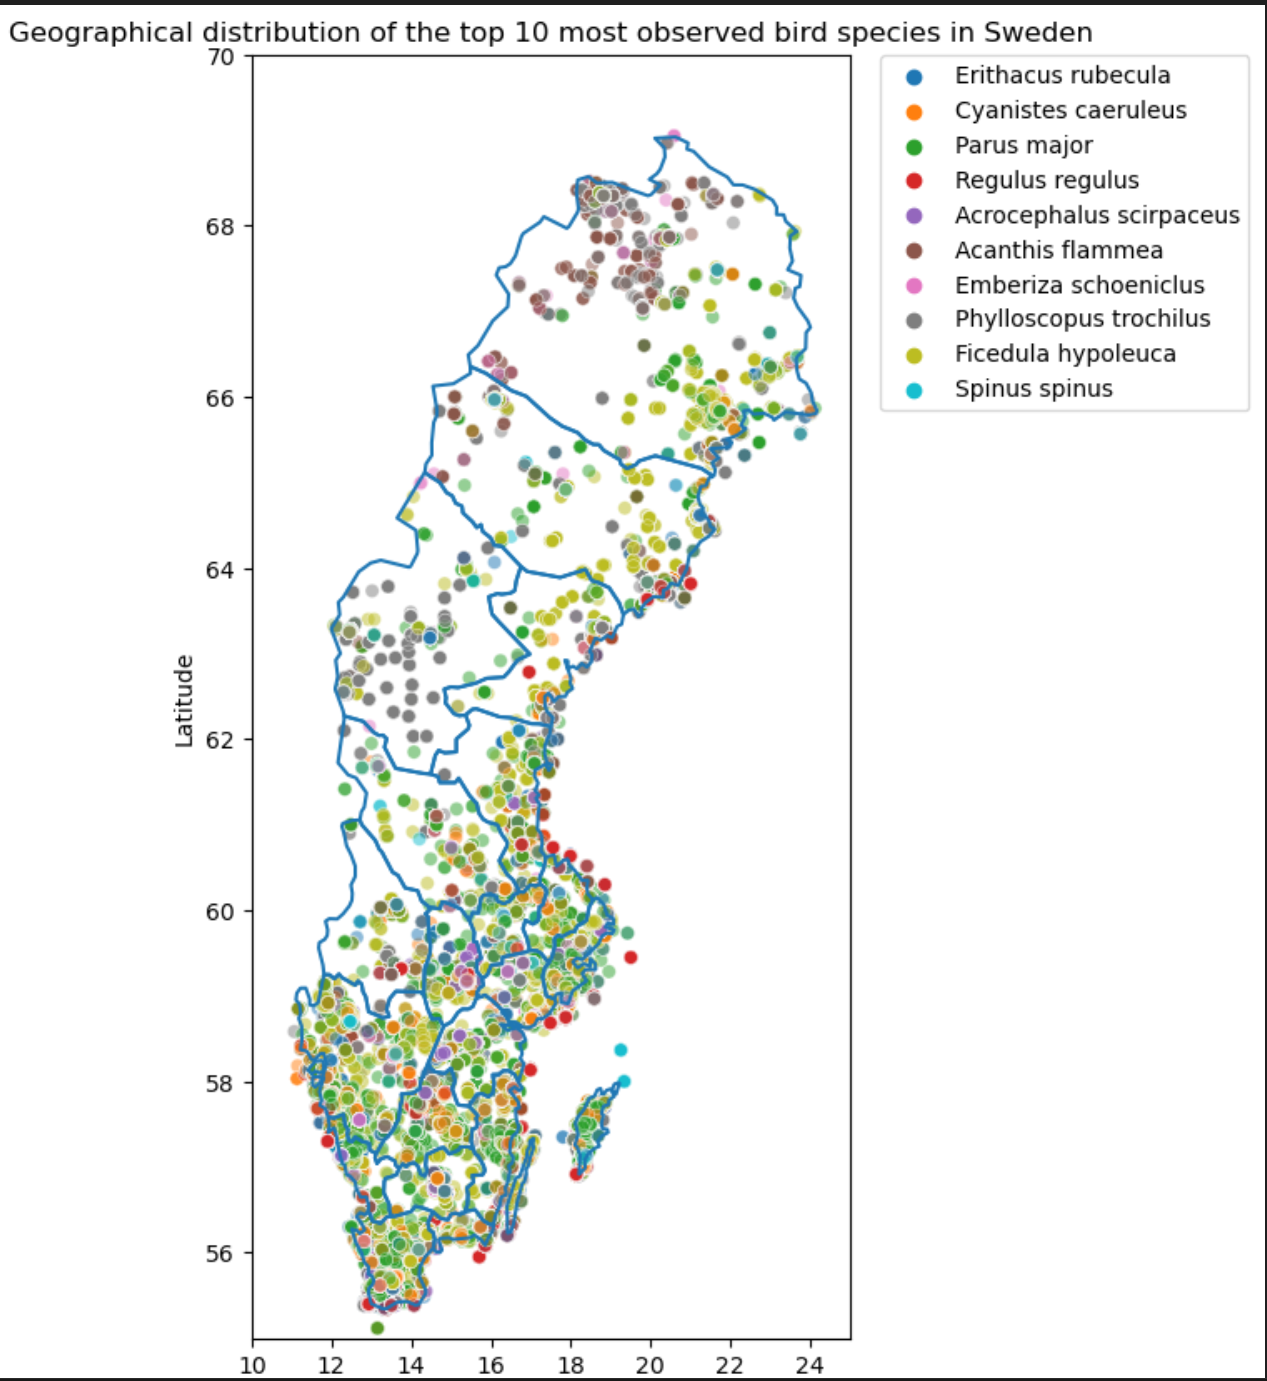 Geographical distribution of the top 10 most observed bird species in Sweden
Erithacus rubecula
Cyanistes caeruleus
Parus major
Regulus regulus
Acrocephalus scirpaceus
Acanthis flammea
Emberiza schoeniclus
Phylloscopus trochilus
Ficedula hypoleuca
Spinus spinus
Latitude
70
68
66
64
62
60
58
56
10 12 14 16 18 20 22 24